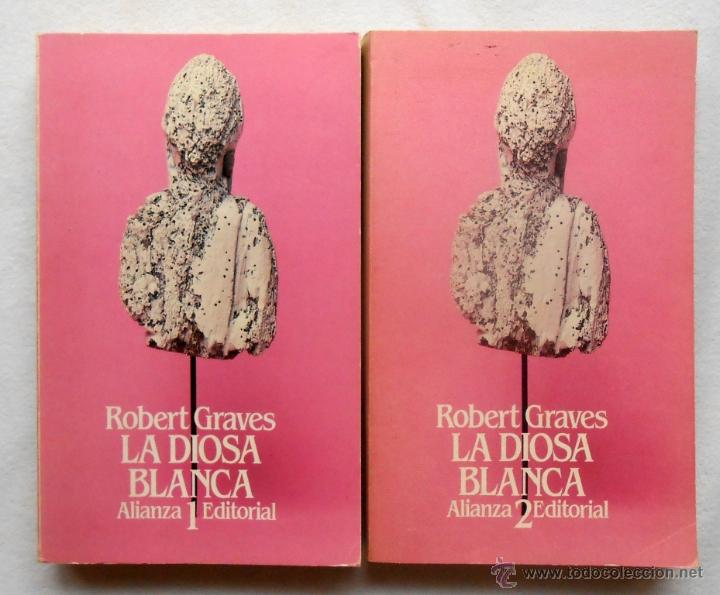 Robert Graves
LA DIOSA
BLANCA
Alianza 1 Editorial
Robert Graves
LA DIOSA
BLANCA
Alianza 2 Editorial
www.todocoleccion.net